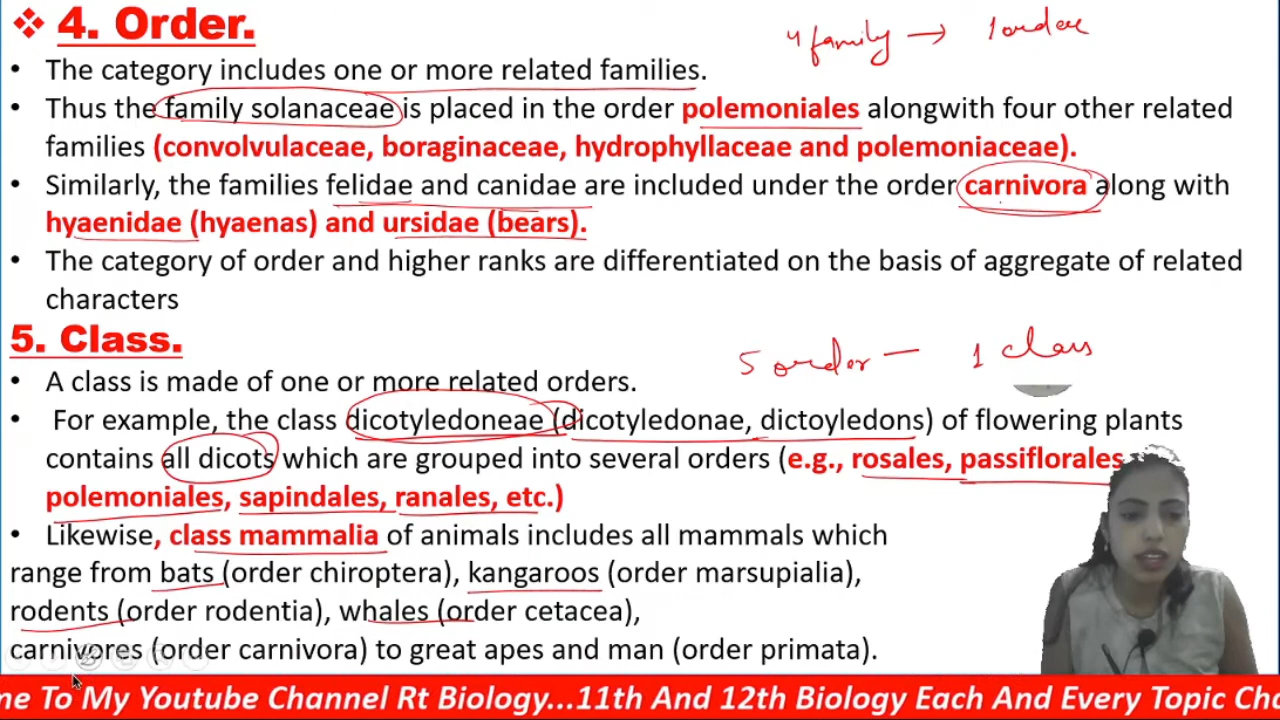 ❖ 4. Order.
4 family → 1 order
• The category includes one or more related families.
• Thus the family solanaceae is placed in the order polemoniales alongwith four other related
families (convolvulaceae, boraginaceae, hydrophyllaceae and polemoniaceae).
• Similarly, the families felidae and canidae are included under the order carnivora along with
hyaenidae (hyaenas) and ursidae (bears).
• The category of order and higher ranks are differentiated on the basis of aggregate of related
characters
5. Class.
5 order — 1 class
• A class is made of one or more related orders.
• For example, the class dicotyledoneae (dicotyledonae, dictoyledons) of flowering plants
contains all dicots which are grouped into several orders (e.g., rosales, passiflorales
polemoniales, sapindales, ranales, etc.)
• Likewise, class mammalia of animals includes all mammals which
range from bats (order chiroptera), kangaroos (order marsupialia),
rodents (order rodentia), whales (order cetacea),
carnivores (order carnivora) to great apes and man (order primata).
me To My Youtube Channel Rt Biology...11th And 12th Biology Each And Every Topic Cha